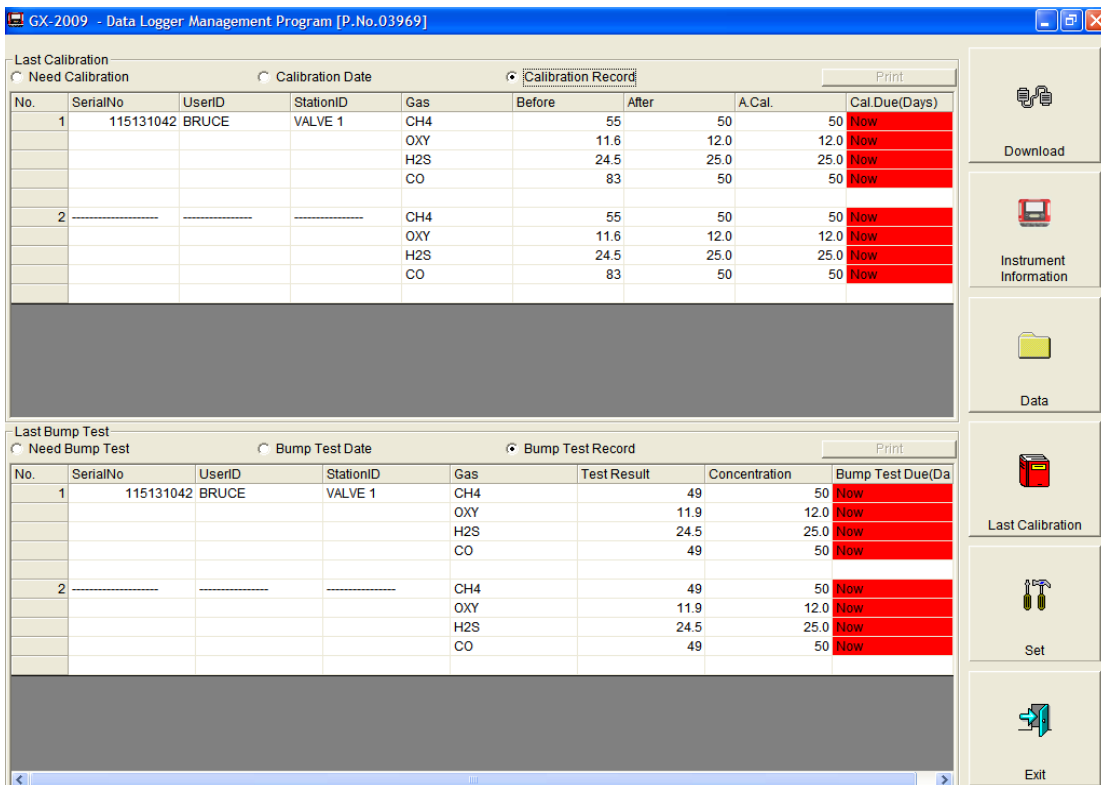 GX-2009 - Data Logger Management Program [P.No.03969]
Last Calibration
Need Calibration Calibration Date Calibration Record Print
No. SerialNo UserID StationID Gas Before After A.Cal. Cal.Due(Days)
1 115131042 BRUCE VALVE 1 CH4 55 50 50 Now
OXY 11.6 12.0 12.0 Now
H2S 24.5 25.0 25.0 Now
CO 83 50 50 Now
2 -------------------- ---------------- ---------------- CH4 55 50 50 Now
OXY 11.6 12.0 12.0 Now
H2S 24.5 25.0 25.0 Now
CO 83 50 50 Now
Last Bump Test
Need Bump Test Bump Test Date Bump Test Record Print
No. SerialNo UserID StationID Gas Test Result Concentration Bump Test Due(Da
1 115131042 BRUCE VALVE 1 CH4 49 50 Now
OXY 11.9 12.0 Now
H2S 24.5 25.0 Now
CO 49 50 Now
2 -------------------- ---------------- ---------------- CH4 49 50 Now
OXY 11.9 12.0 Now
H2S 24.5 25.0 Now
CO 49 50 Now
Download
Instrument
Information
Data
Last Calibration
Set
Exit